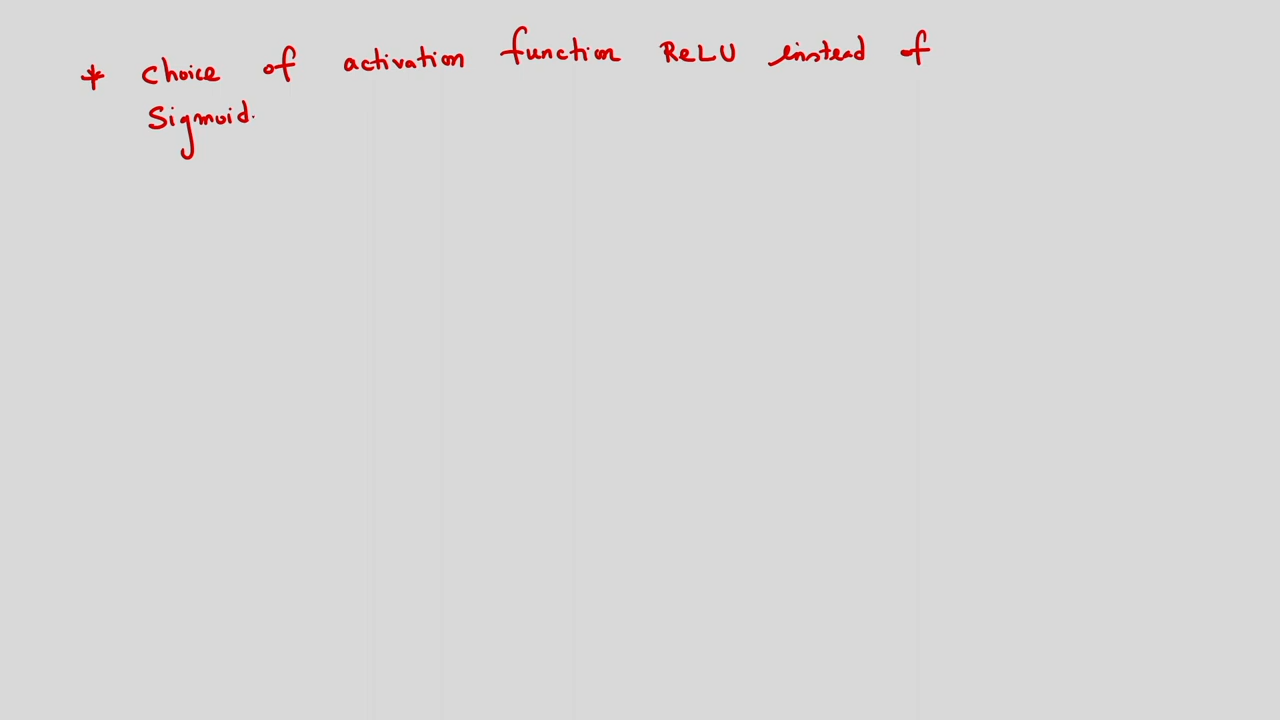 * choice of activation function ReLU instead of
Sigmoid.